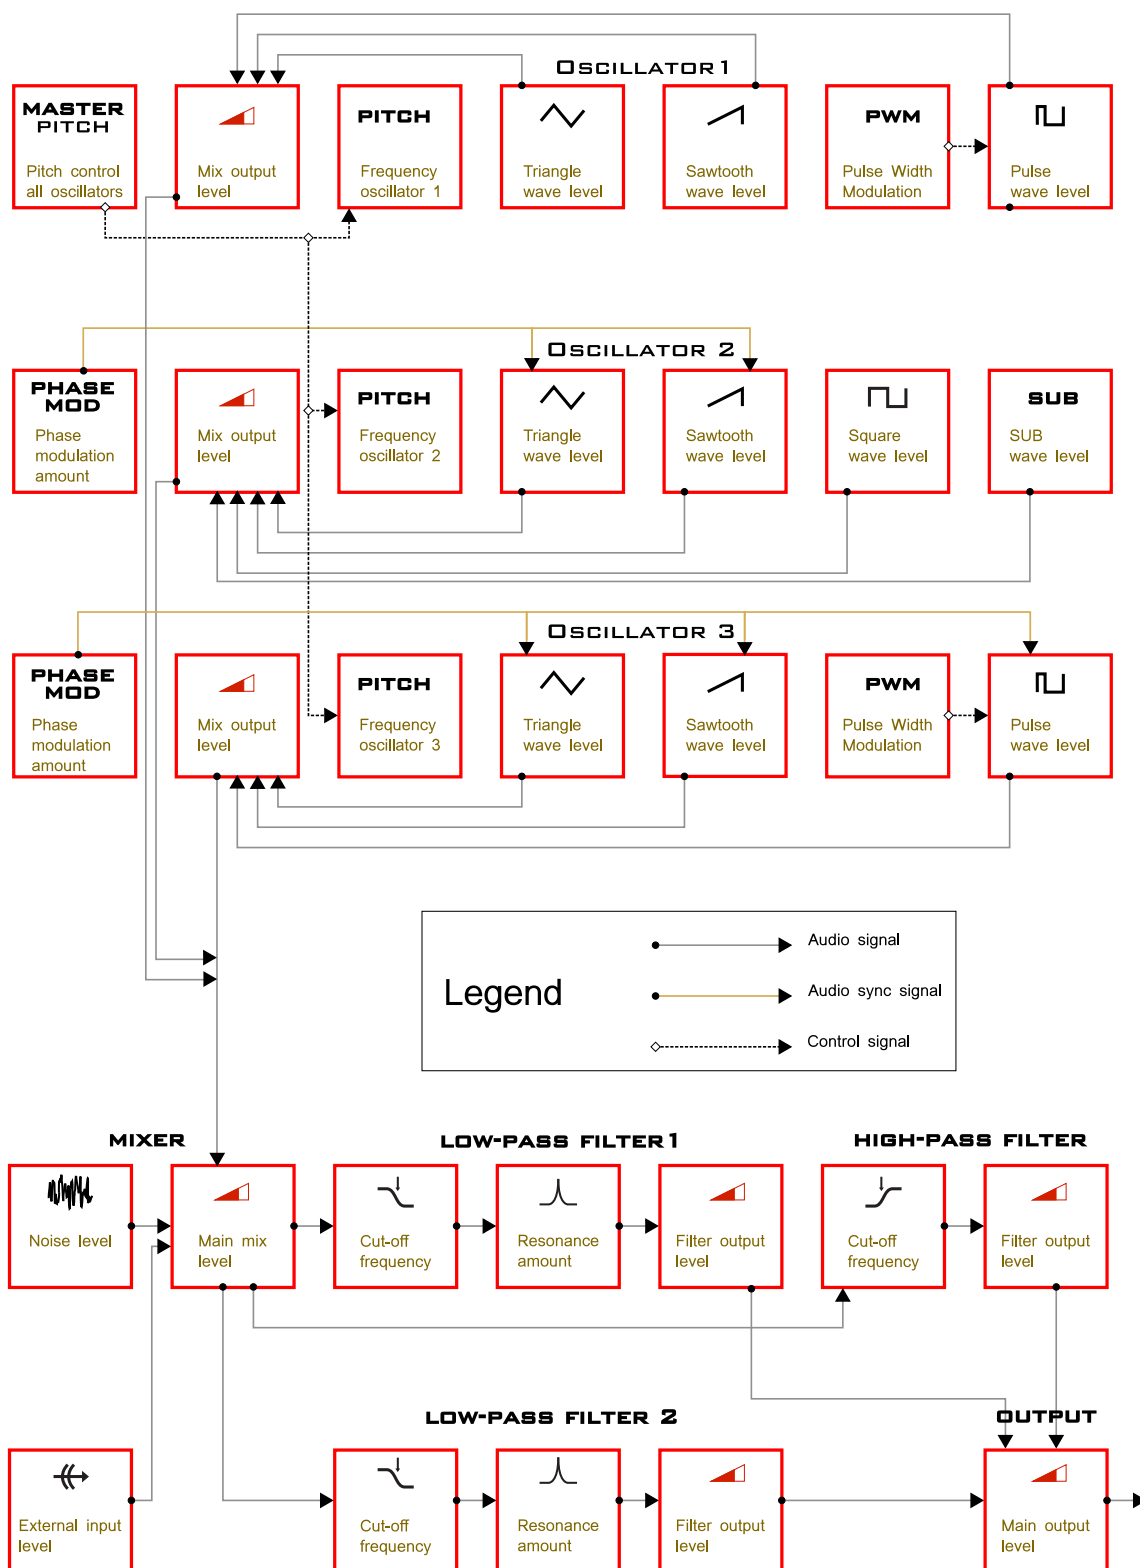 OSCILLATOR 1
MASTER
PITCH
Pitch control
all oscillators
Mix output
level
PITCH
Frequency
oscillator 1
Triangle
wave level
Sawtooth
wave level
PWM
Pulse Width
Modulation
Pulse
wave level
OSCILLATOR 2
PHASE
MOD
Phase
modulation
amount
Mix output
level
PITCH
Frequency
oscillator 2
Triangle
wave level
Sawtooth
wave level
Square
wave level
SUB
SUB
wave level
OSCILLATOR 3
PHASE
MOD
Phase
modulation
amount
Mix output
level
PITCH
Frequency
oscillator 3
Triangle
wave level
Sawtooth
wave level
PWM
Pulse Width
Modulation
Pulse
wave level
Legend
Audio signal
Audio sync signal
Control signal
MIXER
LOW-PASS FILTER 1
HIGH-PASS FILTER
Noise level
Main mix
level
Cut-off
frequency
Resonance
amount
Filter output
level
Cut-off
frequency
Filter output
level
LOW-PASS FILTER 2
OUTPUT
External input
level
Cut-off
frequency
Resonance
amount
Filter output
level
Main output
level